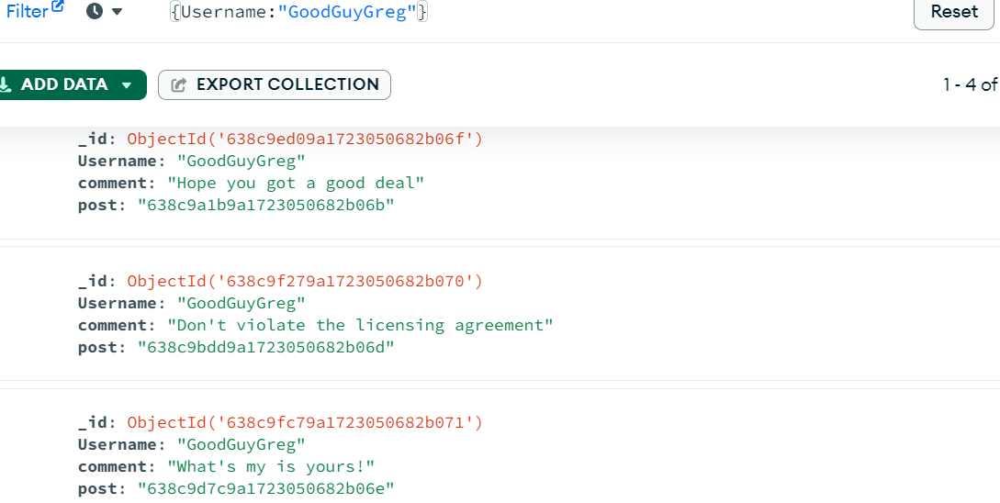 Filter {Username:"GoodGuyGreg"} Reset
ADD DATA EXPORT COLLECTION 1 - 4 of
_id: ObjectId('638c9ed09a1723050682b06f')
Username: "GoodGuyGreg"
comment: "Hope you got a good deal"
post: "638c9a1b9a1723050682b06b"
_id: ObjectId('638c9f279a1723050682b070')
Username: "GoodGuyGreg"
comment: "Don't violate the licensing agreement"
post: "638c9bdd9a1723050682b06d"
_id: ObjectId('638c9fc79a1723050682b071')
Username: "GoodGuyGreg"
comment: "What's my is yours!"
post: "638c9d7c9a1723050682b06e"